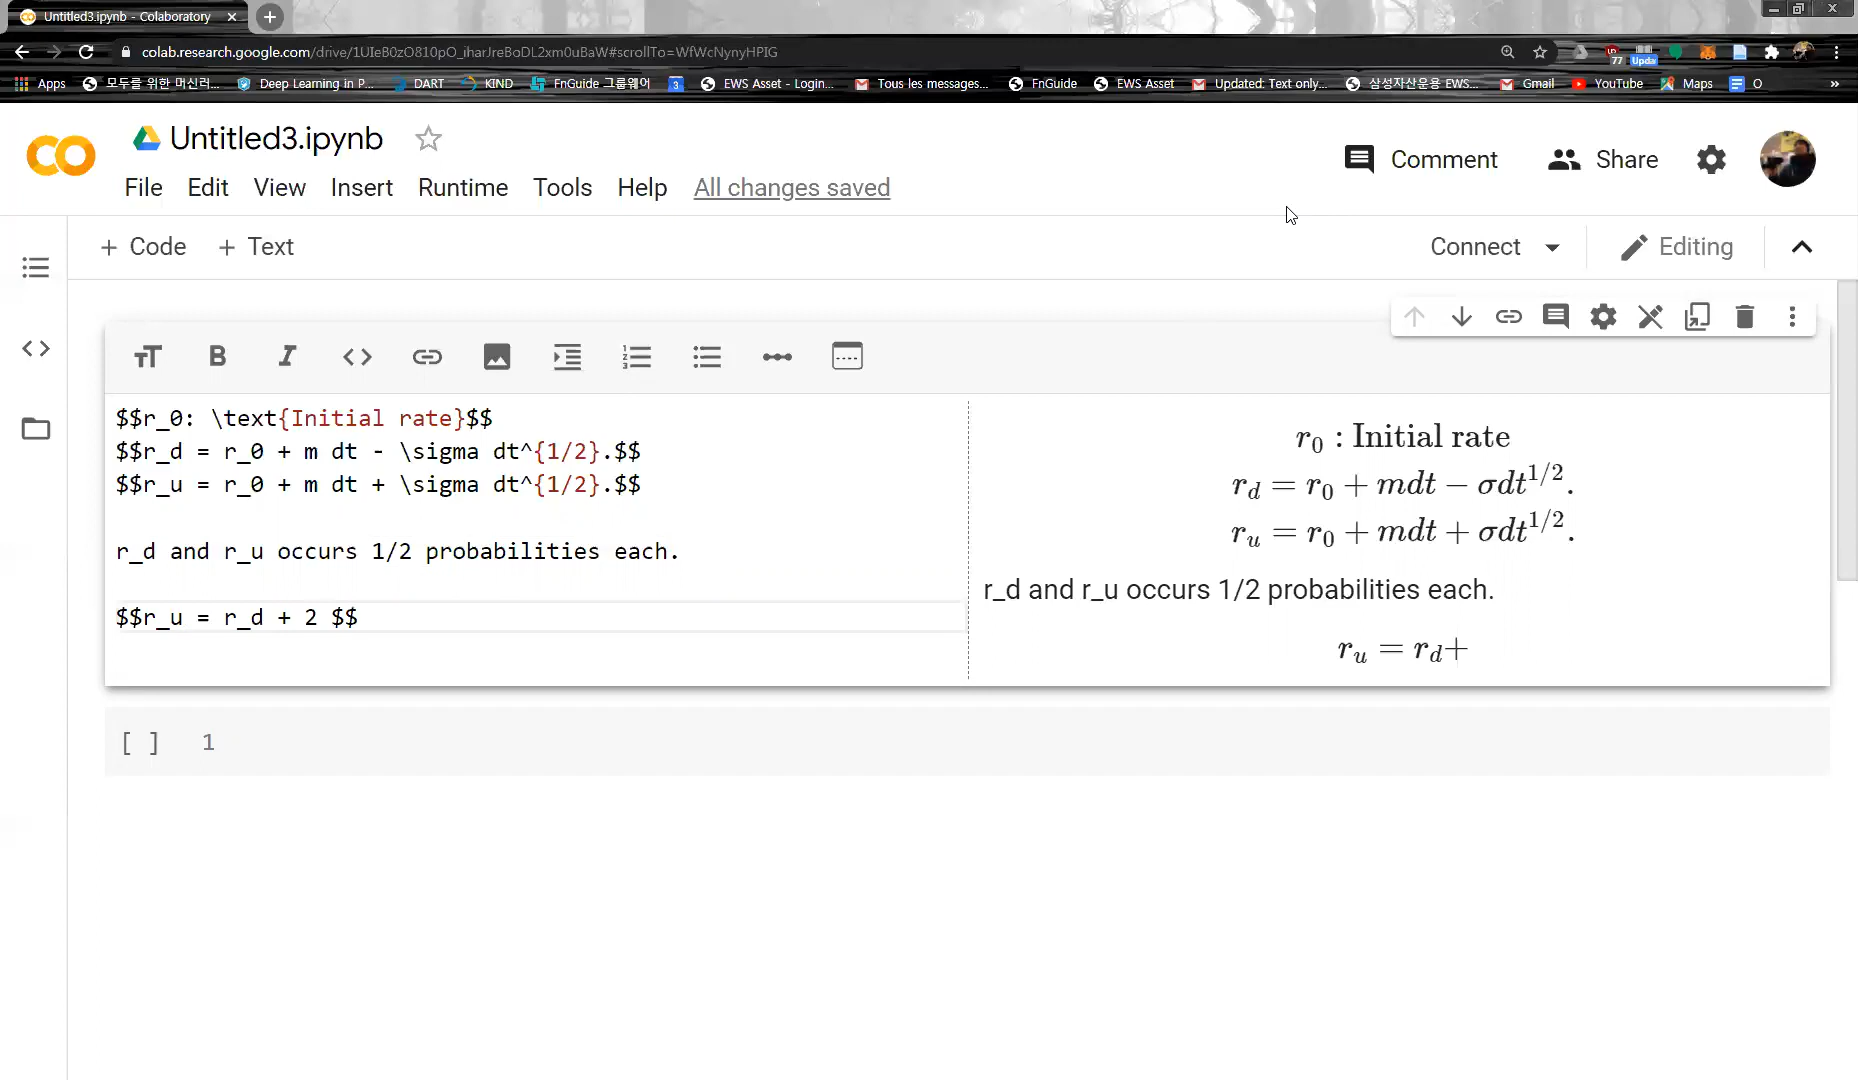 Untitled3.ipynb - Colaboratory
colab.research.google.com/drive/1UIeB0zO810pO_iharJreBoDL2xm0uBaW#scrollTo=WfWcNynyHPIG
77 Upda
Apps 모두를 위한 머신러... Deep Learning in P... DART KIND FnGuide 그룹웨어 3 EWS Asset - Login... Tous les messages... FnGuide EWS Asset Updated: Text only... 삼성자산운용 EWS... Gmail YouTube Maps O »
Untitled3.ipynb
Comment Share
File Edit View Insert Runtime Tools Help All changes saved
+ Code + Text
Connect Editing
$$r_0: \text{Initial rate}$$
$$r_d = r_0 + m dt - \sigma dt^{1/2}.$$
$$r_u = r_0 + m dt + \sigma dt^{1/2}.$$
r_d and r_u occurs 1/2 probabilities each.
$$r_u = r_d + 2 $$
r₀ : Initial rate
r_d = r₀ + mdt − σdt^{1/2}.
r_u = r₀ + mdt + σdt^{1/2}.
r_d and r_u occurs 1/2 probabilities each.
r_u = r_d+
[ ] 1